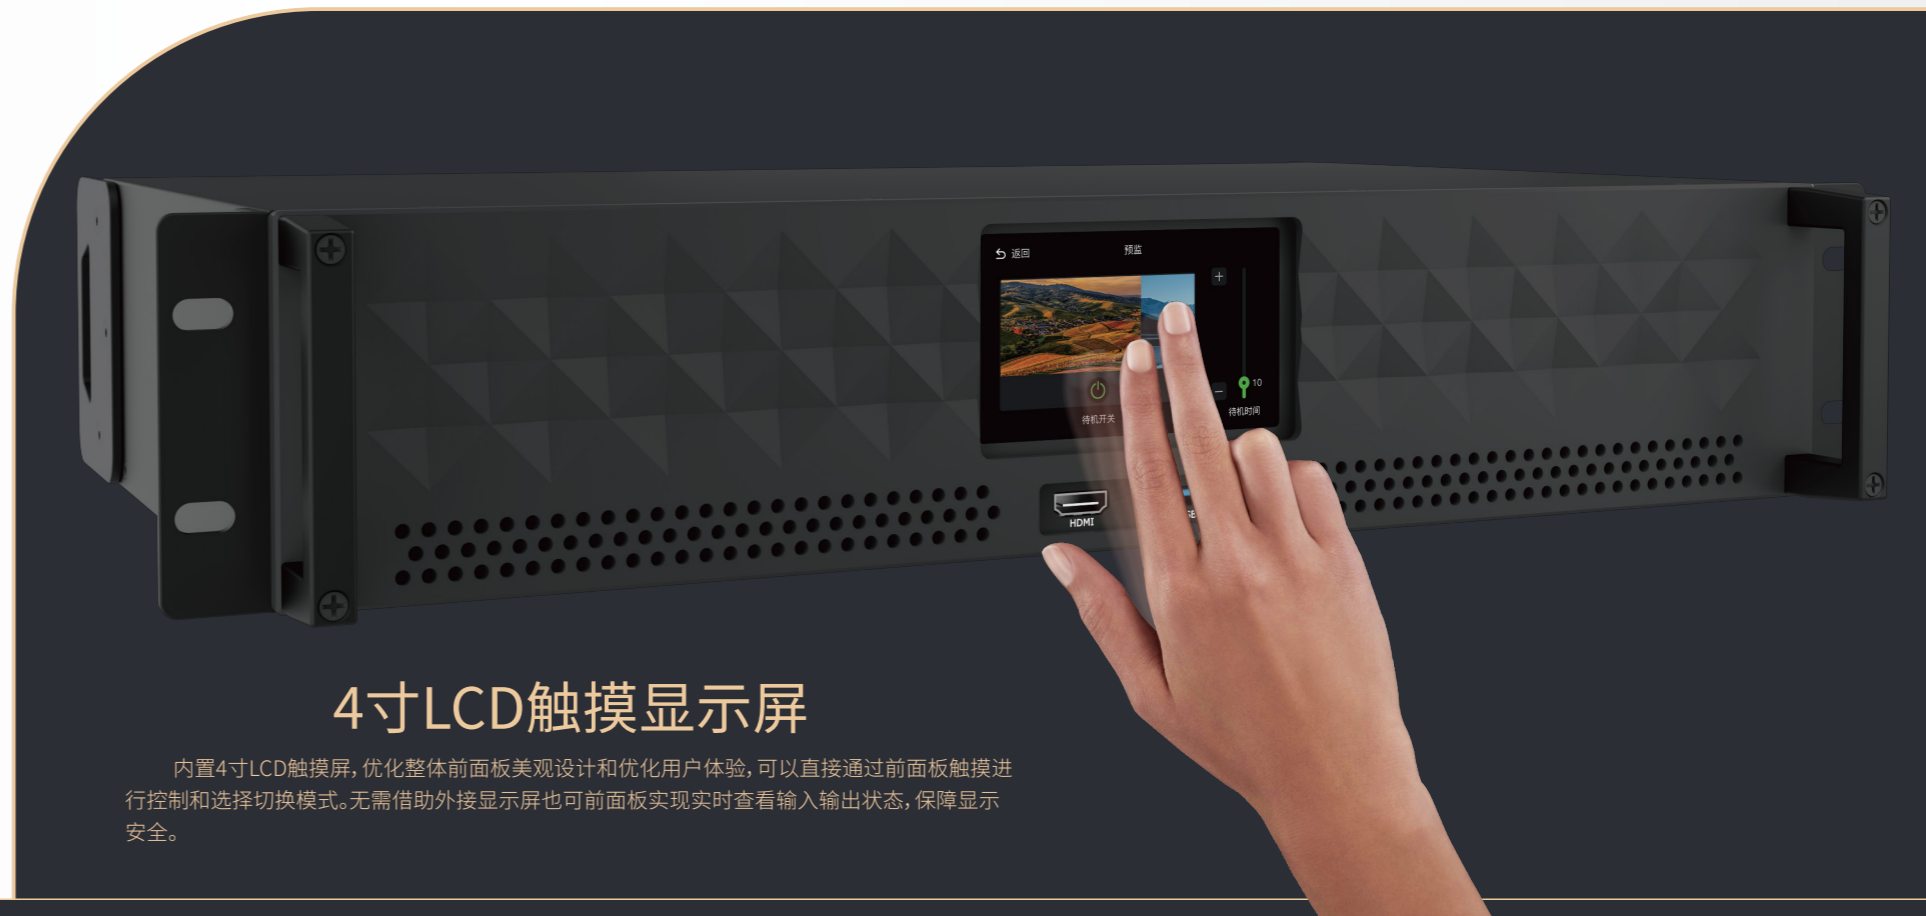 返回
预监
+
−
10
待机开关
待机时间
HDMI
4寸LCD触摸显示屏
内置4寸LCD触摸屏，优化整体前面板美观设计和优化用户体验，可以直接通过前面板触摸进
行控制和选择切换模式。无需借助外接显示屏也可前面板实现实时查看输入输出状态，保障显示
安全。